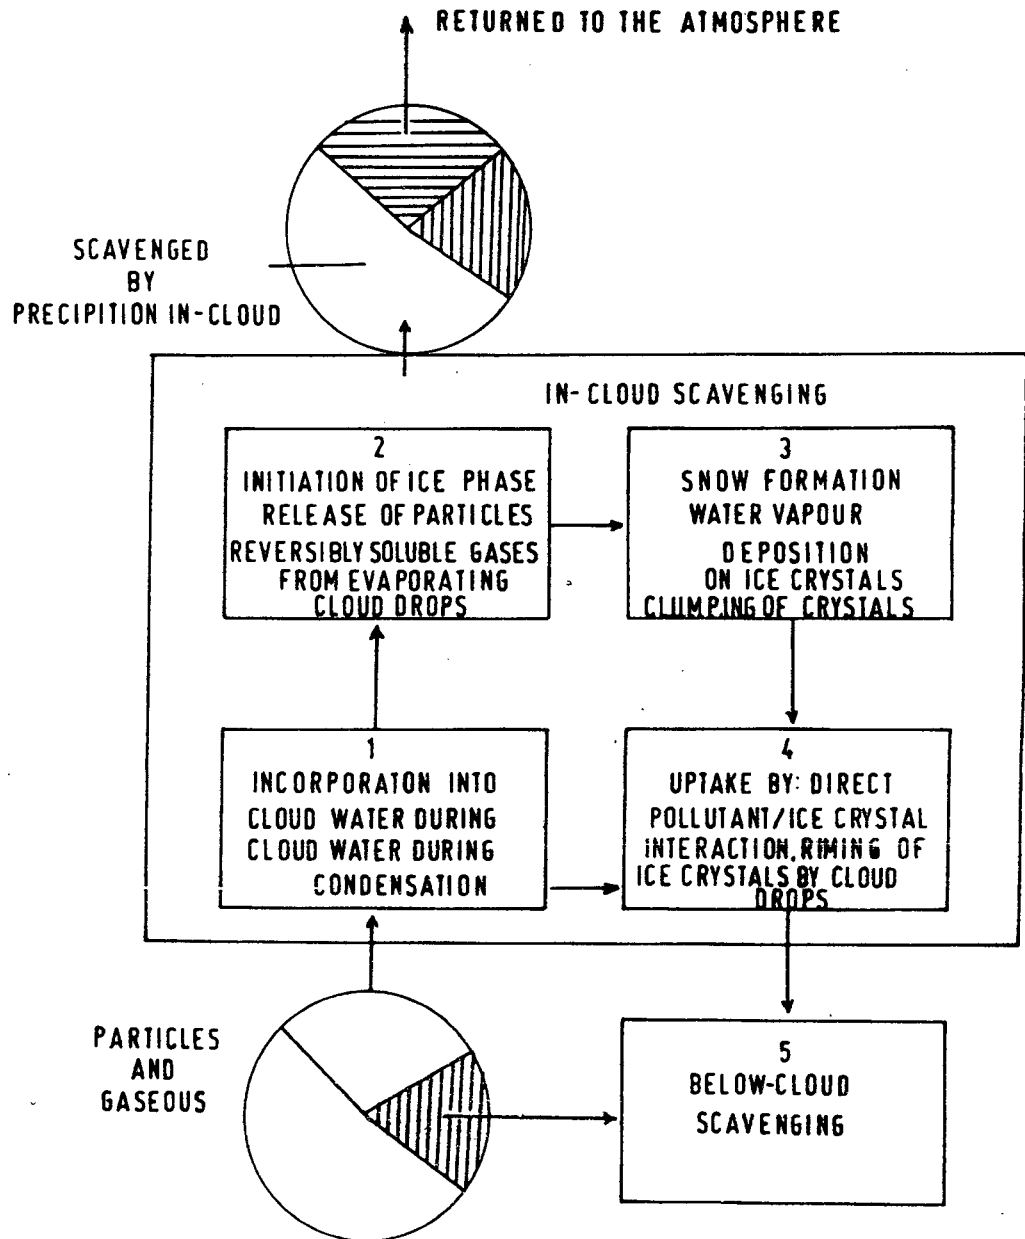 RETURNED TO THE ATMOSPHERE
SCAVENGED
BY
PRECIPITION IN-CLOUD
IN-CLOUD SCAVENGING
2
INITIATION OF ICE PHASE
RELEASE OF PARTICLES
REVERSIBLY SOLUBLE GASES
FROM EVAPORATING
CLOUD DROPS
3
SNOW FORMATION
WATER VAPOUR
DEPOSITION
ON ICE CRYSTALS
CLUMPING OF CRYSTALS
1
INCORPORATON INTO
CLOUD WATER DURING
CLOUD WATER DURING
CONDENSATION
4
UPTAKE BY: DIRECT
POLLUTANT/ICE CRYSTAL
INTERACTION, RIMING OF
ICE CRYSTALS BY CLOUD
DROPS
PARTICLES
AND
GASEOUS
5
BELOW-CLOUD
SCAVENGING